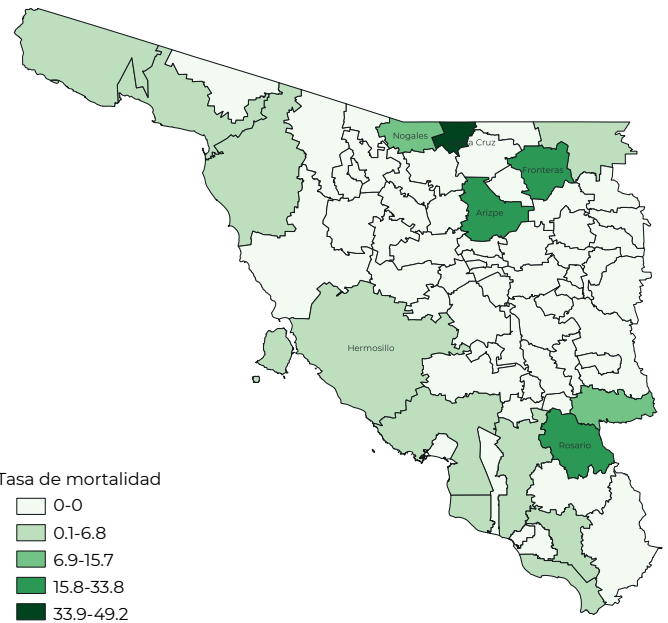 Nogales
a Cruz
Fronteras
Arizpe
Hermosillo
Rosario
Tasa de mortalidad
0-0
0.1-6.8
6.9-15.7
15.8-33.8
33.9-49.2